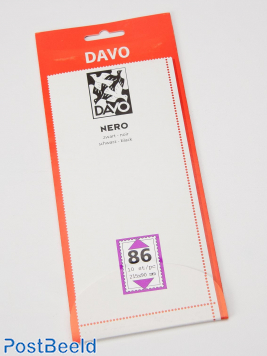 DAVO
DAVO
NERO
zwart - noir
schwarz - black
86
10 st/pc
215x86 mm
© PostBeeld